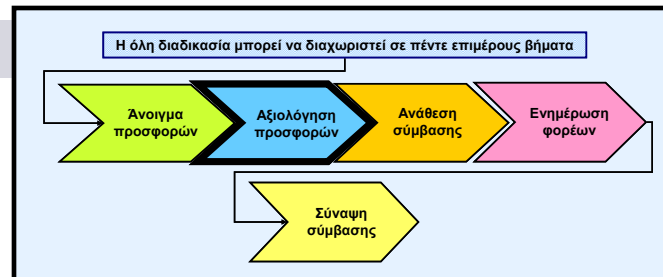 Η όλη διαδικασία μπορεί να διαχωριστεί σε πέντε επιμέρους βήματα
Άνοιγμα
προσφορών
Αξιολόγηση
προσφορών
Ανάθεση
σύμβασης
Ενημέρωση
φορέων
Σύναψη
σύμβασης